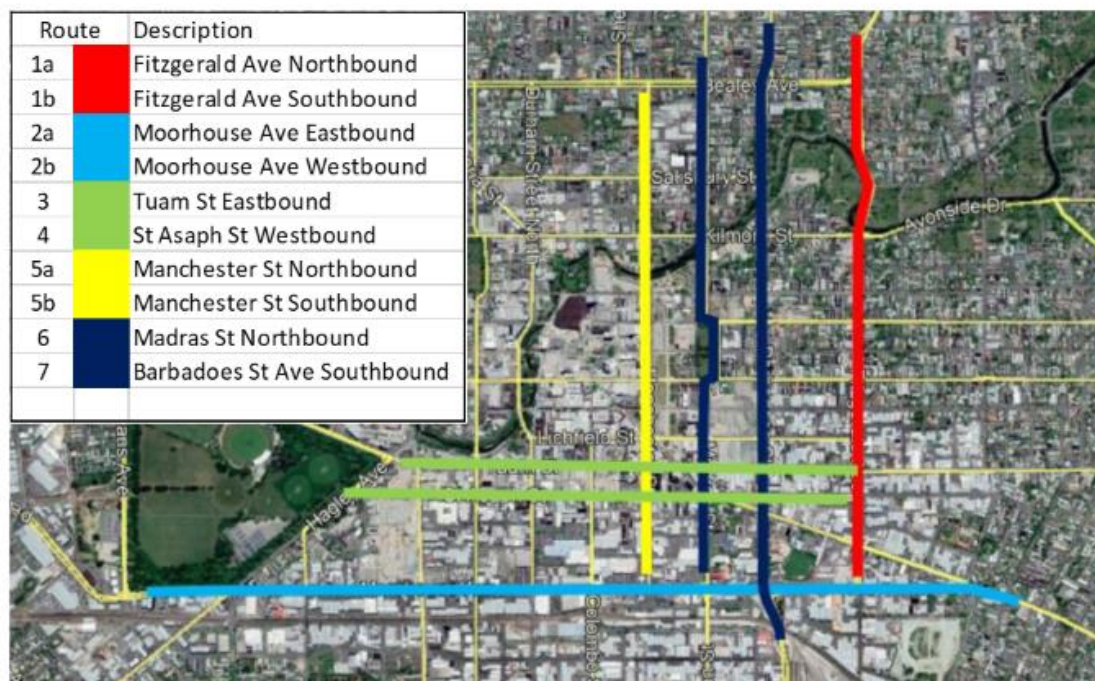 Route Description
1a Fitzgerald Ave Northbound
1b Fitzgerald Ave Southbound
2a Moorhouse Ave Eastbound
2b Moorhouse Ave Westbound
3 Tuam St Eastbound
4 St Asaph St Westbound
5a Manchester St Northbound
5b Manchester St Southbound
6 Madras St Northbound
7 Barbadoes St Ave Southbound
Bealey Ave
Durham Street North
Salisbury St
Avonside Dr
Kilmore St
Lichfield St
Hagley Ave